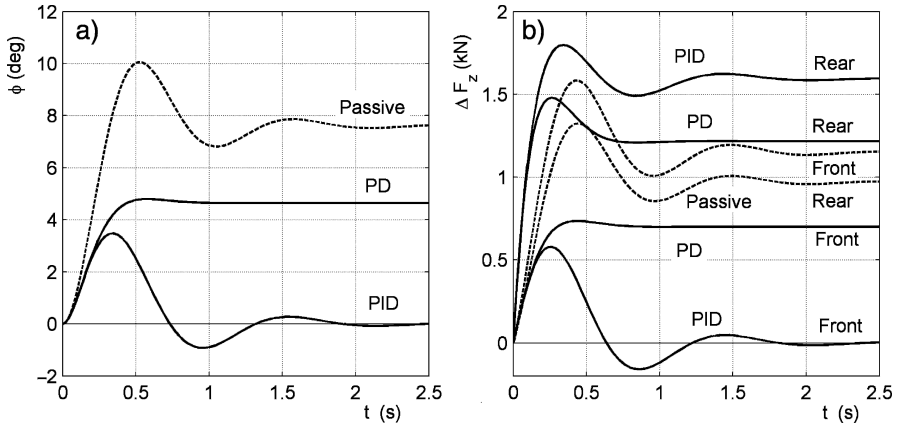 a)
ϕ (deg)
12
10
8
6
4
2
0
−2
Passive
PD
PID
0
0.5
1
1.5
2
2.5
t (s)
b)
Δ F_z (kN)
2
1.5
1
0.5
0
PID
Rear
PD
Rear
Front
Passive
Rear
Front
PD
PID
Front
0
0.5
1
1.5
2
2.5
t (s)